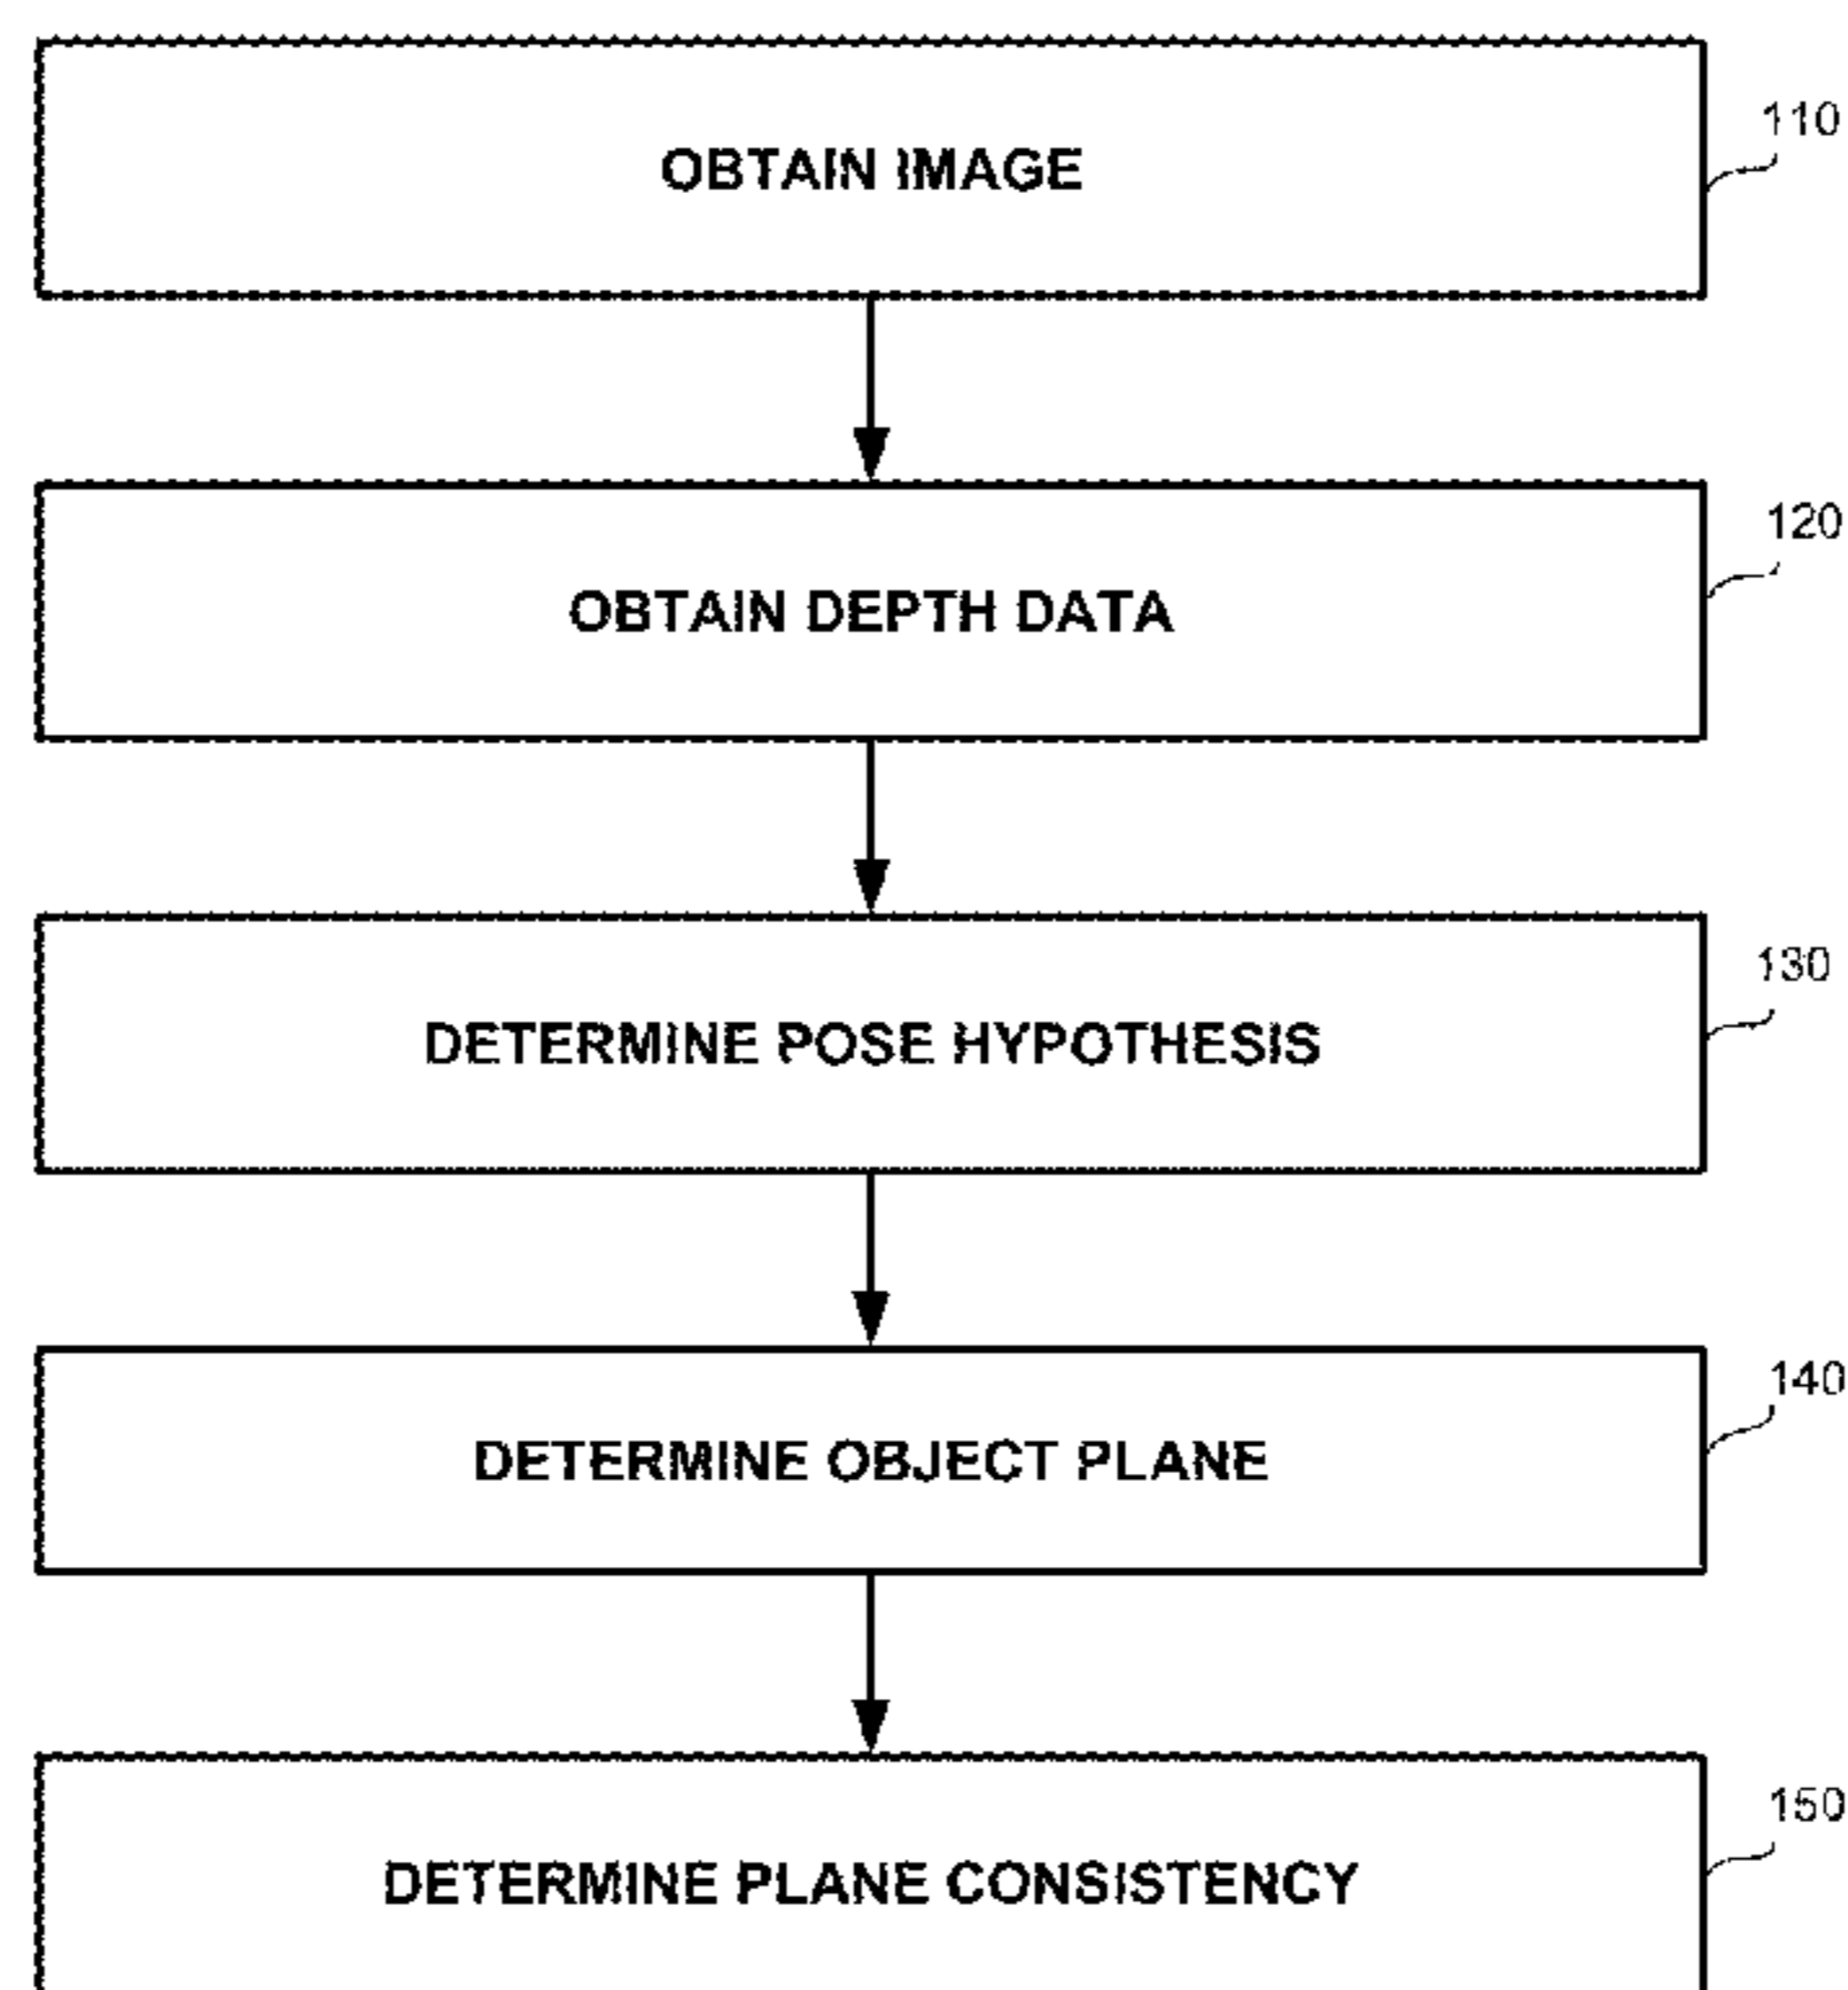 110
OBTAIN IMAGE
120
OBTAIN DEPTH DATA
130
DETERMINE POSE HYPOTHESIS
140
DETERMINE OBJECT PLANE
150
DETERMINE PLANE CONSISTENCY